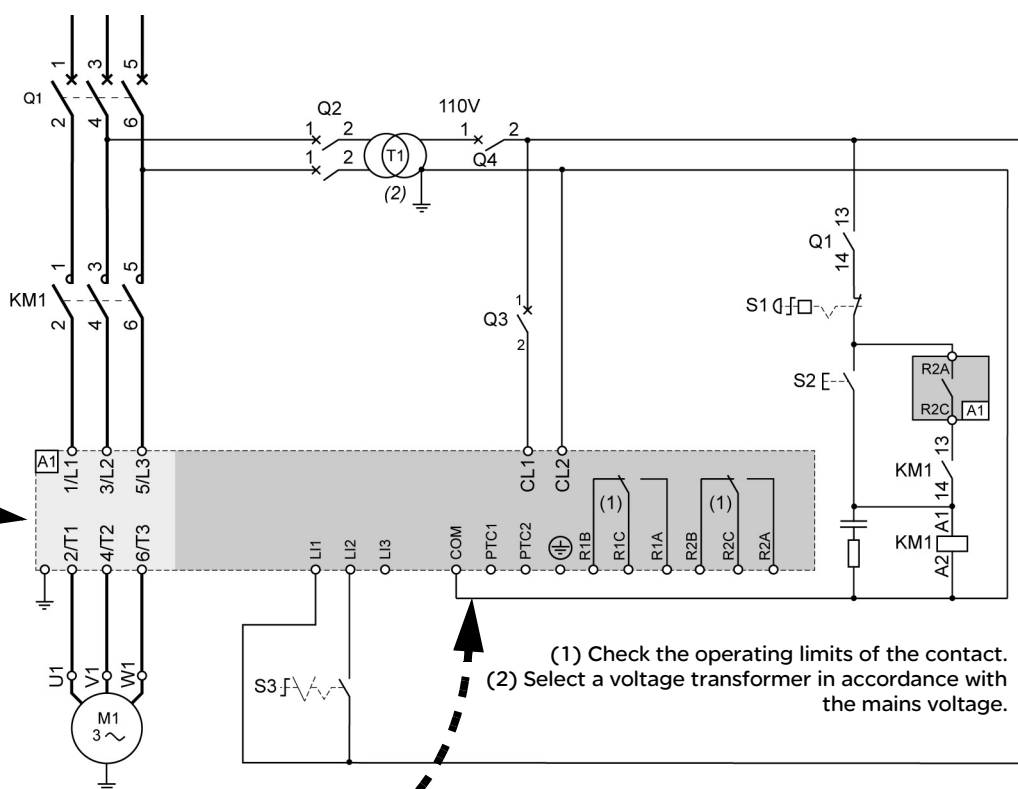 1 3 5
Q1
2 4 6
Q2
1 2
1 2
T1
(2)
110V
1 2
Q4
13
Q1
14
1 3 5
KM1
2 4 6
1
Q3
2
S1
S2
R2A
R2C A1
13
KM1
14
A1
KM1
A2
A1
1/L1 3/L2 5/L3
CL1 CL2
(1) (1)
2/T1 4/T2 6/T3
LI1 LI2 LI3 COM PTC1 PTC2 R1B R1C R1A R2B R2C R2A
U1 V1 W1
M1
3
S3
(1) Check the operating limits of the contact.
(2) Select a voltage transformer in accordance with
the mains voltage.